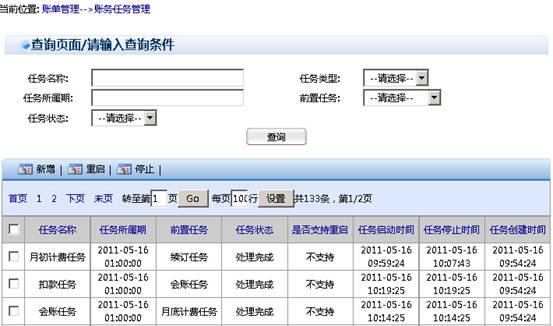 当前位置: 账单管理-->账务任务管理
查询页面/请输入查询条件
任务名称: 任务类型: --请选择--
任务所属期: 前置任务: --请选择--
任务状态: --请选择--
查询
新增 | 重启 | 停止 |
首页 1 2 下页 末页 转至第 1 页 Go 每页 100 行 设置 共133条，第1/2页
任务名称 任务所属期 前置任务 任务状态 是否支持重启 任务启动时间 任务停止时间 任务创建时间
月初计费任务 2011-05-16 01:00:00 续订任务 处理完成 不支持 2011-05-16 09:59:24 2011-05-16 10:07:43 2011-05-16 09:54:24
扣款任务 2011-05-16 01:00:00 会账任务 处理完成 不支持 2011-05-16 10:19:25 2011-05-16 10:19:25 2011-05-16 09:54:24
会账任务 2011-05-16 01:00:00 月底计费任务 处理完成 不支持 2011-05-16 10:14:25 2011-05-16 10:14:25 2011-05-16 09:54:24